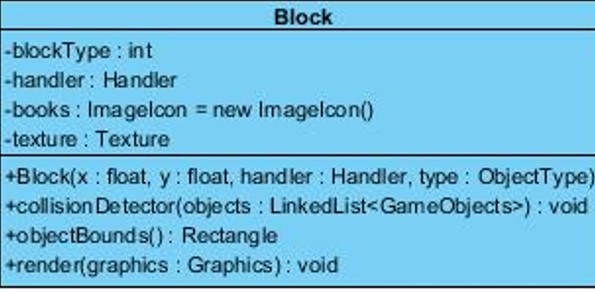 Block
-blockType : int
-handler : Handler
-books : ImageIcon = new ImageIcon()
-texture : Texture
+Block(x : float, y : float, handler : Handler, type : ObjectType)
+collisionDetector(objects : LinkedList<GameObjects>) : void
+objectBounds() : Rectangle
+render(graphics : Graphics) : void